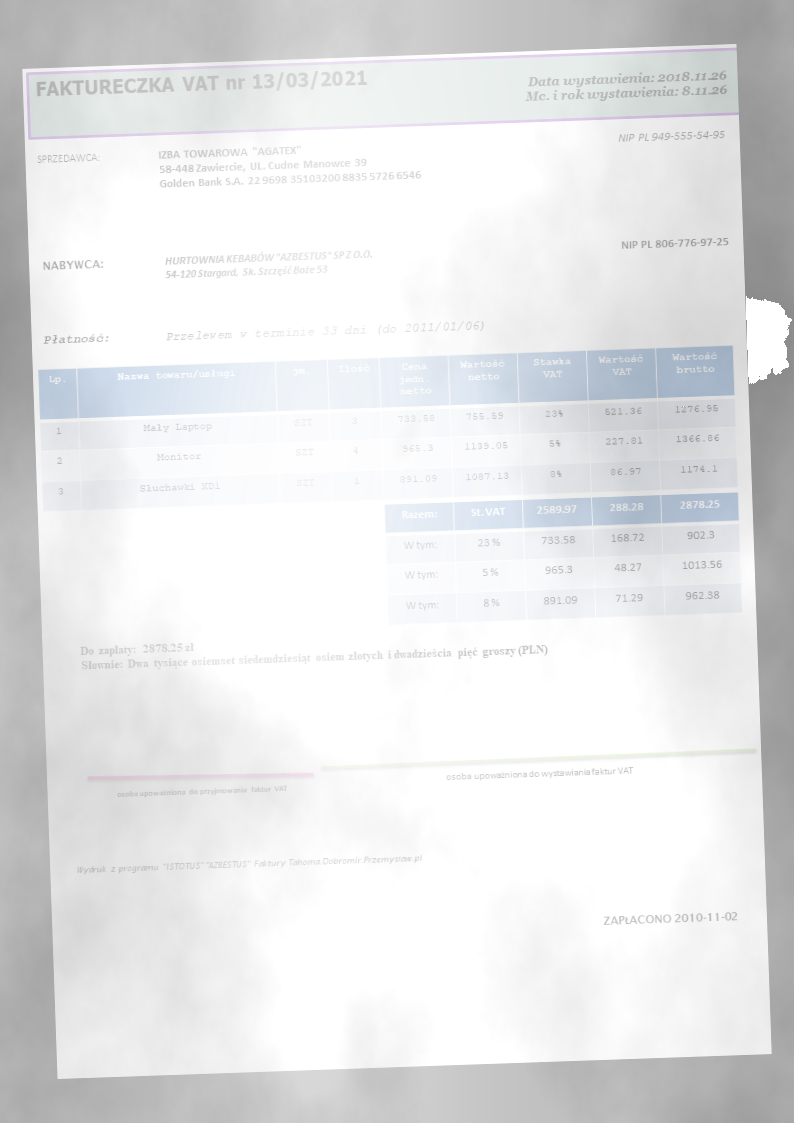 FAKTURECZKA VAT nr 13/03/2021
Data wystawienia: 2018.11.26
Mc. i rok wystawienia: 8.11.26
SPRZEDAWCA: IZBA TOWAROWA "AGATEX" NIP PL 949-555-54-95
58-448 Zawiercie, UL. Cudne Manowce 39
Golden Bank S.A. 22 9698 35103200 8835 5726 6546
NABYWCA: HURTOWNIA KEBABÓW "AZBESTUS" SP Z O.O. NIP PL 806-776-97-25
54-120 Stargard, Sk. Szczęść Boże 53
Płatność: Przelewem v terminie 33 dni (do 2011/01/06)
Lp. Nazwa towaru/usługi jm Ilość Cena jedn netto Wartość netto Stawka VAT Wartość VAT Wartość brutto
1 Mały Laptop SZT 733.58 755.59 23% 521.36 1276.95
2 Monitor SZT 4 965.3 1139.05 5% 227.81 1366.86
3 Słuchawki XD1 SZT 1 891.09 1087.13 8% 86.97 1174.1
Razem: St.VAT 2589.97 288.28 2878.25
W tym: 23 % 733.58 168.72 902.3
W tym: 5 % 965.3 48.27 1013.56
W tym: 8 % 891.09 71.29 962.38
Do zapłaty: 2878.25 zł
Słownie: Dwa tysiące osiemset siedemdziesiąt osiem złotych i dwadzieścia pięć groszy (PLN)
osoba upoważniona do przyjmowania faktur VAT
osoba upoważniona do wystawiania faktur VAT
Wydruk z programu "ISTOTUS" "AZBESTUS" Faktury Tahoma.Dobromir.Przemysław.pl
ZAPŁACONO 2010-11-02